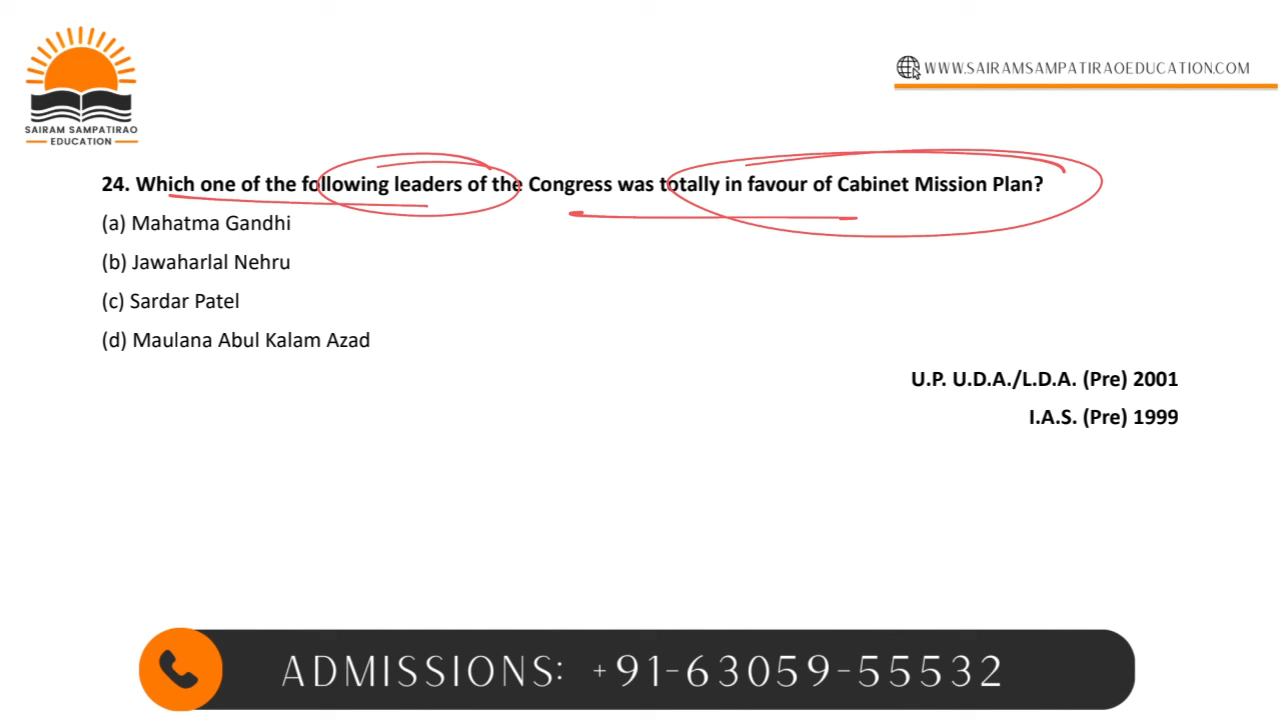 SAIRAM SAMPATIRAO
EDUCATION
WWW.SAIRAMSAMPATIRAOEDUCATION.COM
24. Which one of the following leaders of the Congress was totally in favour of Cabinet Mission Plan?
(a) Mahatma Gandhi
(b) Jawaharlal Nehru
(c) Sardar Patel
(d) Maulana Abul Kalam Azad
U.P. U.D.A./L.D.A. (Pre) 2001
I.A.S. (Pre) 1999
ADMISSIONS: +91-63059-55532